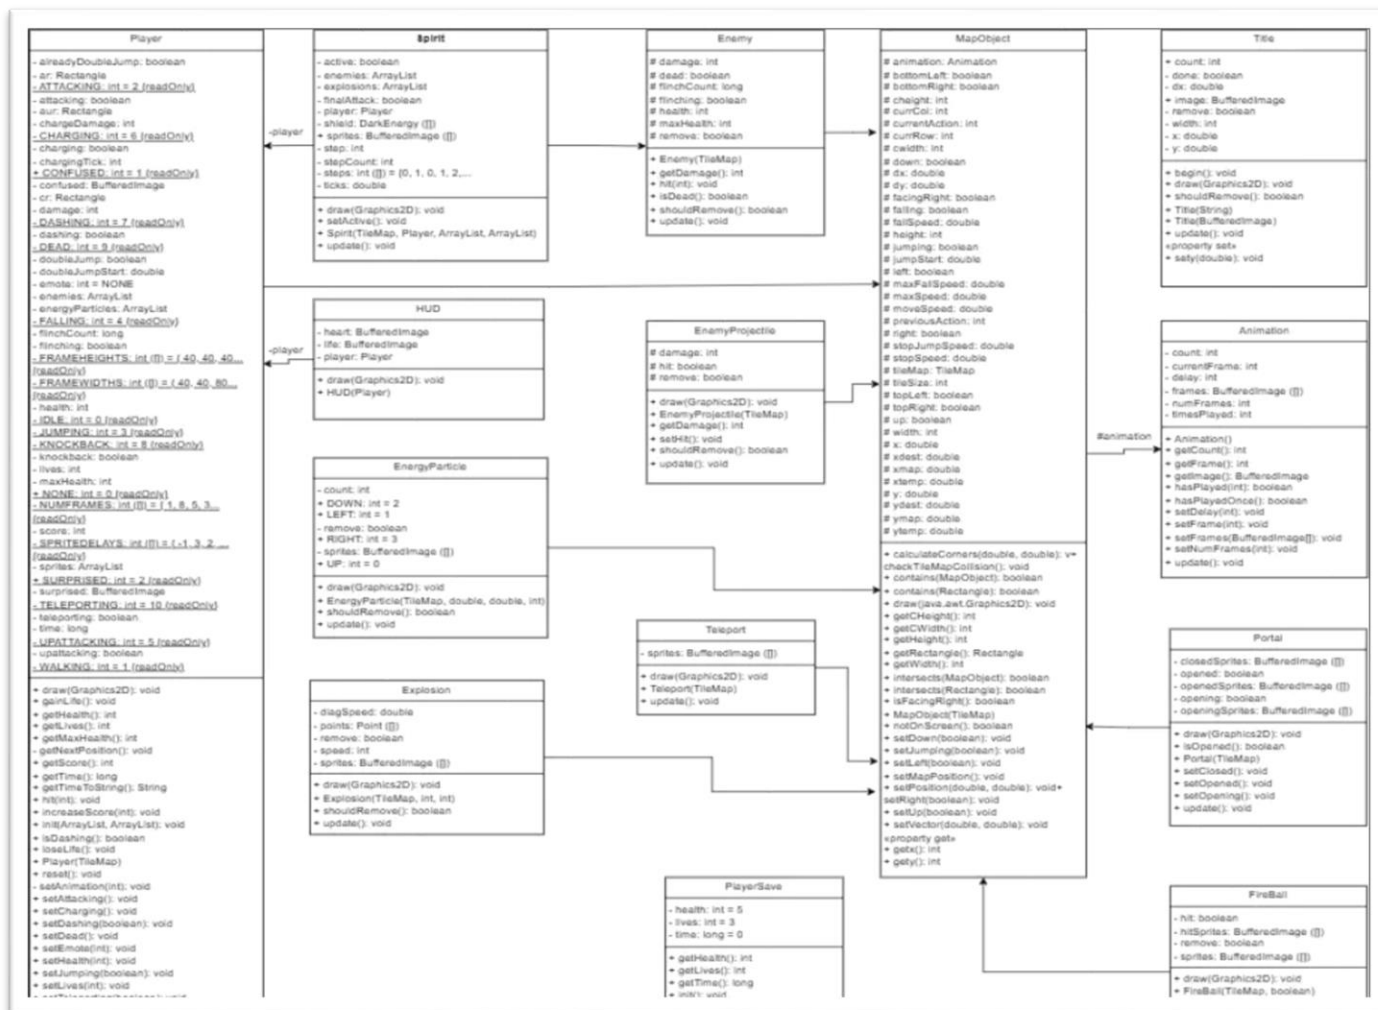 Player
- alreadyDoubleJump: boolean
- ar: Rectangle
- ATTACKING: int = 2 {readOnly}
- attacking: boolean
- aur: Rectangle
- chargeDamage: int
- CHARGING: int = 6 {readOnly}
- charging: boolean
- chargingTick: int
+ CONFUSED: int = 1 {readOnly}
- confused: BufferedImage
- cr: Rectangle
- damage: int
- DASHING: int = 7 {readOnly}
- dashing: boolean
- DEAD: int = 9 {readOnly}
- doubleJump: boolean
- doubleJumpStart: double
- emote: int = NONE
- enemies: ArrayList
- energyParticles: ArrayList
- FALLING: int = 4 {readOnly}
- flinchCount: long
- flinching: boolean
- FRAMEHEIGHTS: int ([]) = { 40, 40, 40...
{readOnly}
- FRAMEWIDTHS: int ([]) = { 40, 40, 80...
{readOnly}
- health: int
- IDLE: int = 0 {readOnly}
- JUMPING: int = 3 {readOnly}
- KNOCKBACK: int = 8 {readOnly}
- knockback: boolean
- lives: int
- maxHealth: int
+ NONE: int = 0 {readOnly}
- NUMFRAMES: int ([]) = { 1, 8, 5, 3...
{readOnly}
- score: int
- SPRITEDELAYS: int ([]) = { -1, 3, 2, ...
{readOnly}
- sprites: ArrayList
+ SURPRISED: int = 2 {readOnly}
- surprised: BufferedImage
- TELEPORTING: int = 10 {readOnly}
- teleporting: boolean
- time: long
- UPATTACKING: int = 5 {readOnly}
- upattacking: boolean
- WALKING: int = 1 {readOnly}
+ draw(Graphics2D): void
+ gainLife(): void
+ getHealth(): int
+ getLives(): int
+ getMaxHealth(): int
- getNextPosition(): void
+ getScore(): int
+ getTime(): long
+ getTimeToString(): String
+ hit(int): void
+ increaseScore(int): void
+ init(ArrayList, ArrayList): void
+ isDashing(): boolean
+ loseLife(): void
+ Player(TileMap)
+ reset(): void
- setAnimation(int): void
+ setAttacking(): void
+ setCharging(): void
+ setDashing(boolean): void
+ setDead(): void
+ setEmote(int): void
+ setHealth(int): void
+ setJumping(boolean): void
+ setLives(int): void
+ setTeleporting(boolean): void
-player
-player
Spirit
- active: boolean
- enemies: ArrayList
- explosions: ArrayList
- finalAttack: boolean
- player: Player
- shield: DarkEnergy ([])
+ sprites: BufferedImage ([])
- step: int
- stepCount: int
- steps: int ([]) = {0, 1, 0, 1, 2,...
- ticks: double
+ draw(Graphics2D): void
+ setActive(): void
+ Spirit(TileMap, Player, ArrayList, ArrayList)
+ update(): void
HUD
- heart: BufferedImage
- life: BufferedImage
- player: Player
+ draw(Graphics2D): void
+ HUD(Player)
EnergyParticle
- count: int
+ DOWN: int = 2
+ LEFT: int = 1
- remove: boolean
+ RIGHT: int = 3
- sprites: BufferedImage ([])
+ UP: int = 0
+ draw(Graphics2D): void
+ EnergyParticle(TileMap, double, double, int)
+ shouldRemove(): boolean
+ update(): void
Explosion
- diagSpeed: double
- points: Point ([])
- remove: boolean
- speed: int
- sprites: BufferedImage ([])
+ draw(Graphics2D): void
+ Explosion(TileMap, int, int)
+ shouldRemove(): boolean
+ update(): void
Enemy
# damage: int
# dead: boolean
# flinchCount: long
# flinching: boolean
# health: int
# maxHealth: int
# remove: boolean
+ Enemy(TileMap)
+ getDamage(): int
+ hit(int): void
+ isDead(): boolean
+ shouldRemove(): boolean
+ update(): void
EnemyProjectile
# damage: int
# hit: boolean
# remove: boolean
+ draw(Graphics2D): void
+ EnemyProjectile(TileMap)
+ getDamage(): int
+ setHit(): void
+ shouldRemove(): boolean
+ update(): void
Teleport
- sprites: BufferedImage ([])
+ draw(Graphics2D): void
+ Teleport(TileMap)
+ update(): void
PlayerSave
- health: int = 5
- lives: int = 3
- time: long = 0
+ getHealth(): int
+ getLives(): int
+ getTime(): long
+ init(): void
MapObject
# animation: Animation
# bottomLeft: boolean
# bottomRight: boolean
# cheight: int
# currCol: int
# currentAction: int
# currRow: int
# cwidth: int
# down: boolean
# dx: double
# dy: double
# facingRight: boolean
# falling: boolean
# fallSpeed: double
# height: int
# jumping: boolean
# jumpStart: double
# left: boolean
# maxFallSpeed: double
# maxSpeed: double
# moveSpeed: double
# previousAction: int
# right: boolean
# stopJumpSpeed: double
# stopSpeed: double
# tileMap: TileMap
# tileSize: int
# topLeft: boolean
# topRight: boolean
# up: boolean
# width: int
# x: double
# xdest: double
# xmap: double
# xtemp: double
# y: double
# ydest: double
# ymap: double
# ytemp: double
+ calculateCorners(double, double): v+
checkTileMapCollision(): void
+ contains(MapObject): boolean
+ contains(Rectangle): boolean
+ draw(java.awt.Graphics2D): void
+ getCHeight(): int
+ getCWidth(): int
+ getHeight(): int
+ getRectangle(): Rectangle
+ getWidth(): int
+ intersects(MapObject): boolean
+ intersects(Rectangle): boolean
+ isFacingRight(): boolean
+ MapObject(TileMap)
+ notOnScreen(): boolean
+ setDown(boolean): void
+ setJumping(boolean): void
+ setLeft(boolean): void
+ setMapPosition(): void
+ setPosition(double, double): void+
setRight(boolean): void
+ setUp(boolean): void
+ setVector(double, double): void
«property get»
+ getx(): int
+ gety(): int
#animation
Title
+ count: int
- done: boolean
- dx: double
+ image: BufferedImage
- remove: boolean
- width: int
- x: double
- y: double
+ begin(): void
+ draw(Graphics2D): void
+ shouldRemove(): boolean
+ Title(String)
+ Title(BufferedImage)
+ update(): void
«property set»
+ sety(double): void
Animation
- count: int
- currentFrame: int
- delay: int
- frames: BufferedImage ([])
- numFrames: int
- timesPlayed: int
+ Animation()
+ getCount(): int
+ getFrame(): int
+ getImage(): BufferedImage
+ hasPlayed(int): boolean
+ hasPlayedOnce(): boolean
+ setDelay(int): void
+ setFrame(int): void
+ setFrames(BufferedImage[]): void
+ setNumFrames(int): void
+ update(): void
Portal
- closedSprites: BufferedImage ([])
- opened: boolean
- openedSprites: BufferedImage ([])
- opening: boolean
- openingSprites: BufferedImage ([])
+ draw(Graphics2D): void
+ isOpened(): boolean
+ Portal(TileMap)
+ setClosed(): void
+ setOpened(): void
+ setOpening(): void
+ update(): void
FireBall
- hit: boolean
- hitSprites: BufferedImage ([])
- remove: boolean
- sprites: BufferedImage ([])
+ draw(Graphics2D): void
+ FireBall(TileMap, boolean)